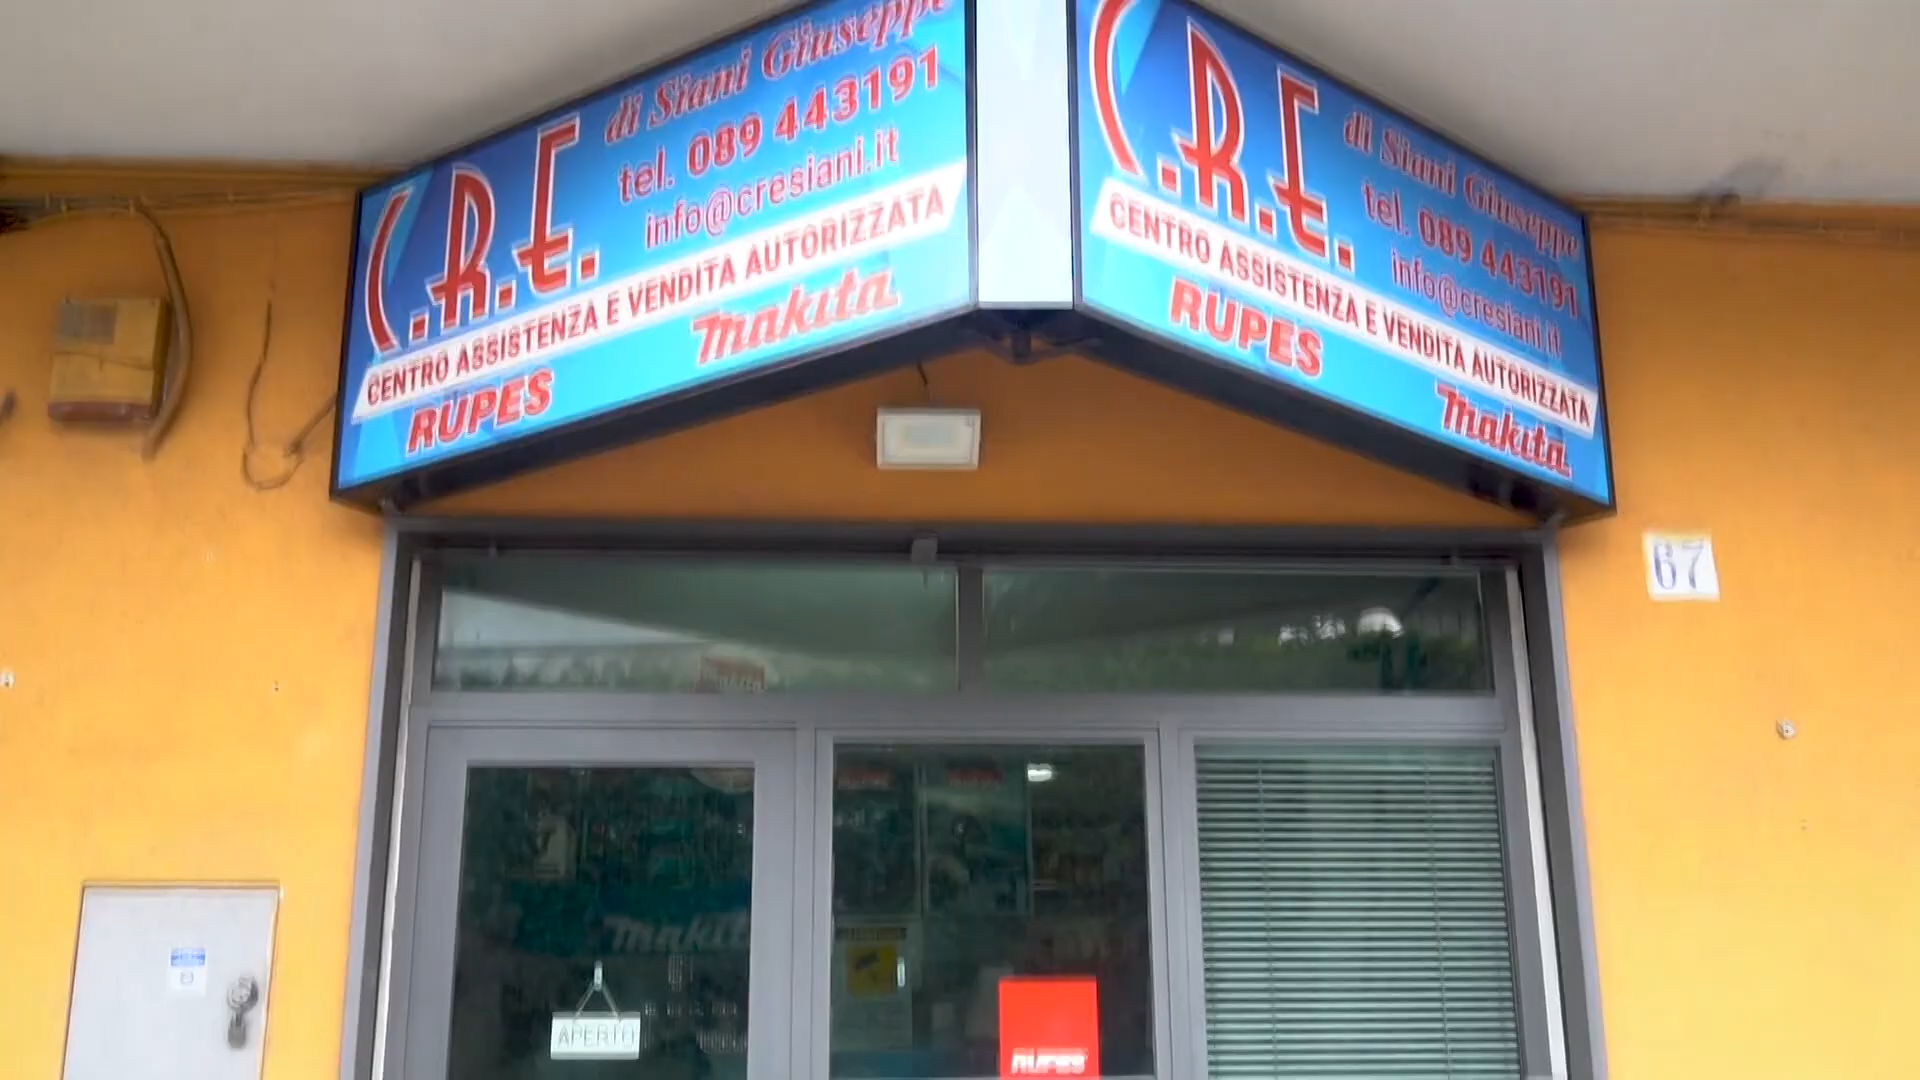 C.R.E. di Siani Giuseppe
tel. 089 443191
info@cresiani.it
CENTRO ASSISTENZA E VENDITA AUTORIZZATA
RUPES
makita
C.R.E. di Siani Giuseppe
tel. 089 443191
info@cresiani.it
CENTRO ASSISTENZA E VENDITA AUTORIZZATA
RUPES
makita
67
makita
APERTO
RUPES